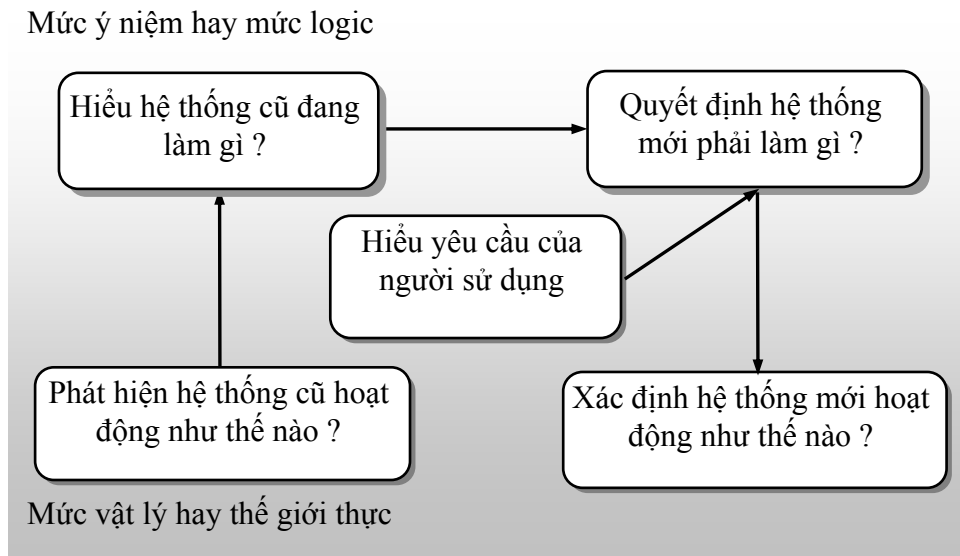 Mức ý niệm hay mức logic
Hiểu hệ thống cũ đang
làm gì ?
Quyết định hệ thống
mới phải làm gì ?
Hiểu yêu cầu của
người sử dụng
Phát hiện hệ thống cũ hoạt
động như thế nào ?
Xác định hệ thống mới hoạt
động như thế nào ?
Mức vật lý hay thế giới thực